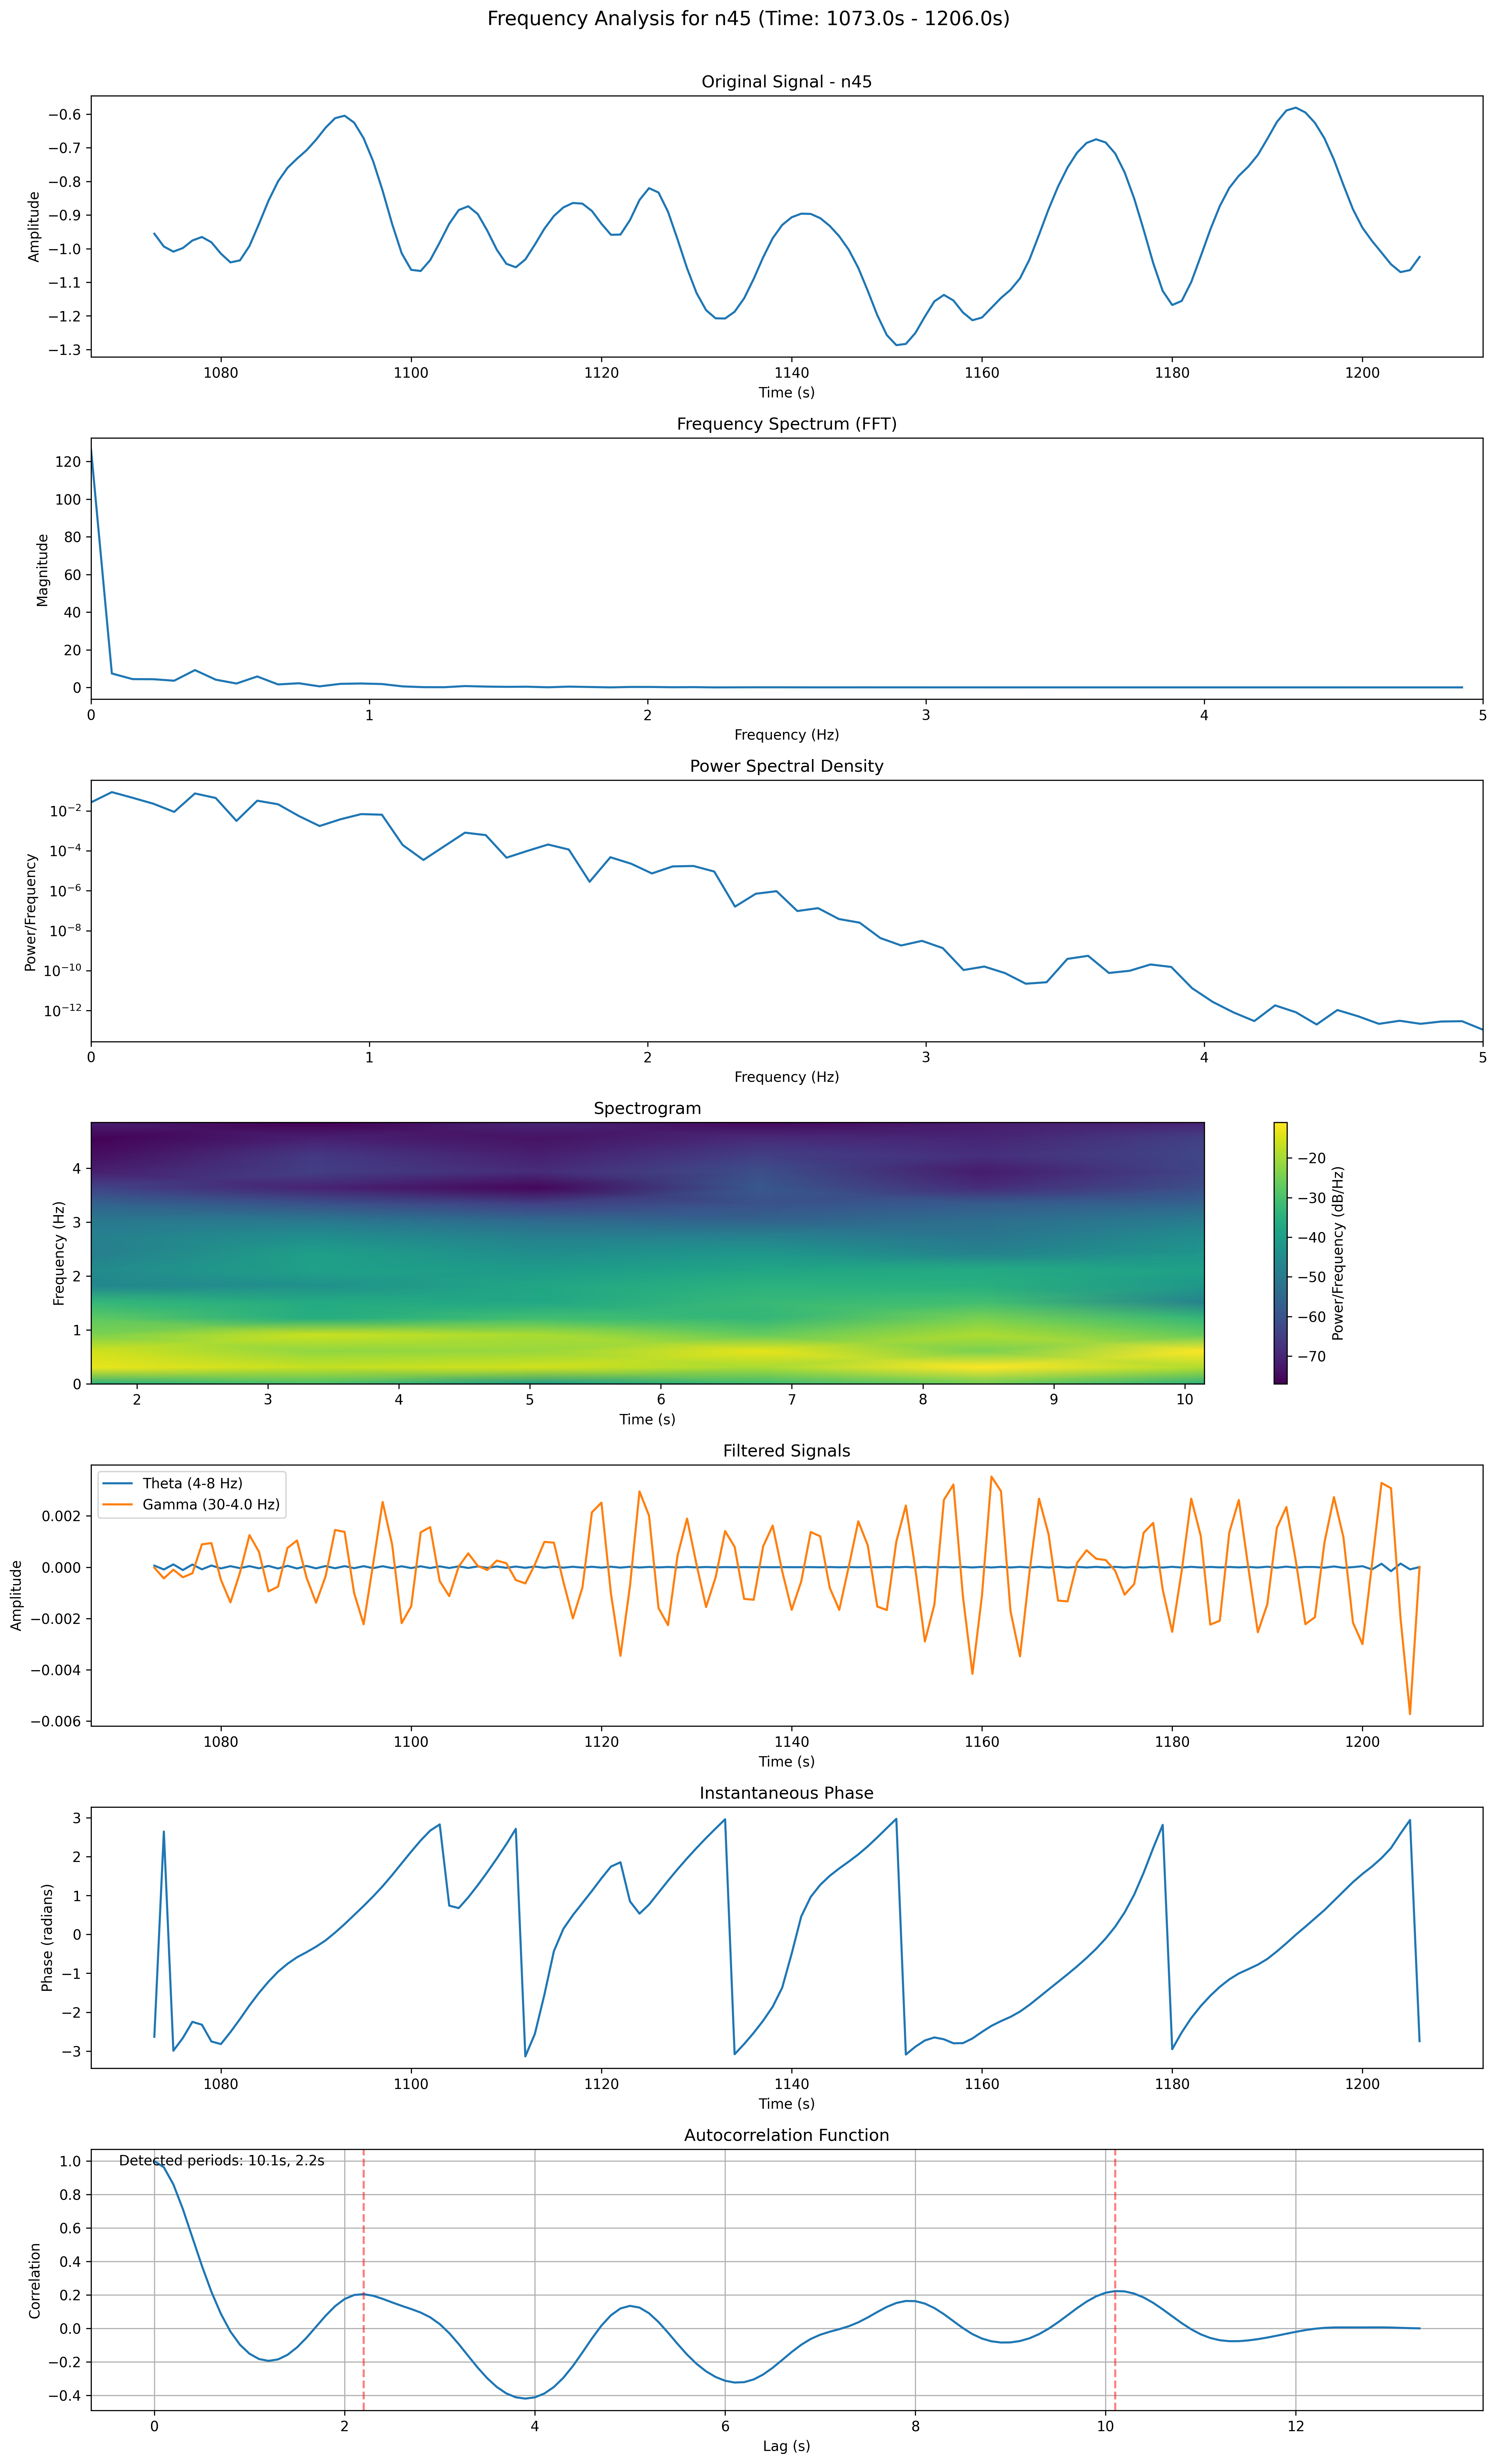 Frequency Analysis for n45 (Time: 1073.0s - 1206.0s)
Original Signal - n45
Amplitude
−0.6
−0.7
−0.8
−0.9
−1.0
−1.1
−1.2
−1.3
1080 1100 1120 1140 1160 1180 1200
Time (s)
Frequency Spectrum (FFT)
Magnitude
120
100
80
60
40
20
0
0 1 2 3 4 5
Frequency (Hz)
Power Spectral Density
Power/Frequency
10⁻²
10⁻⁴
10⁻⁶
10⁻⁸
10⁻¹⁰
10⁻¹²
0 1 2 3 4 5
Frequency (Hz)
Spectrogram
Frequency (Hz)
4
3
2
1
0
2 3 4 5 6 7 8 9 10
Time (s)
−20
−30
−40
−50
−60
−70
Power/Frequency (dB/Hz)
Filtered Signals
Theta (4-8 Hz)
Gamma (30-4.0 Hz)
Amplitude
0.002
0.000
−0.002
−0.004
−0.006
1080 1100 1120 1140 1160 1180 1200
Time (s)
Instantaneous Phase
Phase (radians)
3
2
1
0
−1
−2
−3
1080 1100 1120 1140 1160 1180 1200
Time (s)
Autocorrelation Function
Detected periods: 10.1s, 2.2s
Correlation
1.0
0.8
0.6
0.4
0.2
0.0
−0.2
−0.4
0 2 4 6 8 10 12
Lag (s)